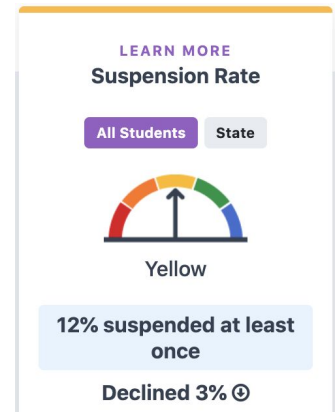 LEARN MORE
Suspension Rate
All Students State
Yellow
12% suspended at least
once
Declined 3%